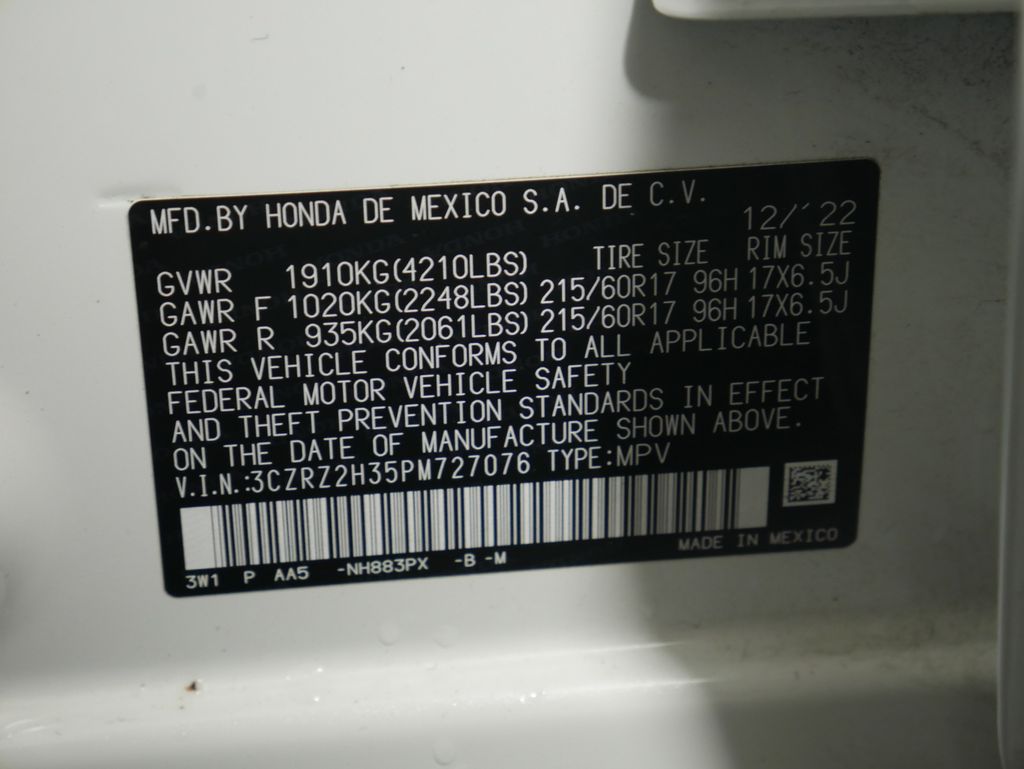 MFD.BY HONDA DE MEXICO S.A. DE C.V.
12/'22
TIRE SIZE RIM SIZE
GVWR 1910KG(4210LBS)
GAWR F 1020KG(2248LBS) 215/60R17 96H 17X6.5J
GAWR R 935KG(2061LBS) 215/60R17 96H 17X6.5J
THIS VEHICLE CONFORMS TO ALL APPLICABLE
FEDERAL MOTOR VEHICLE SAFETY
AND THEFT PREVENTION STANDARDS IN EFFECT
ON THE DATE OF MANUFACTURE SHOWN ABOVE.
V.I.N.:3CZRZ2H35PM727076 TYPE:MPV
MADE IN MEXICO
3W1 P AA5 -NH883PX -B -M